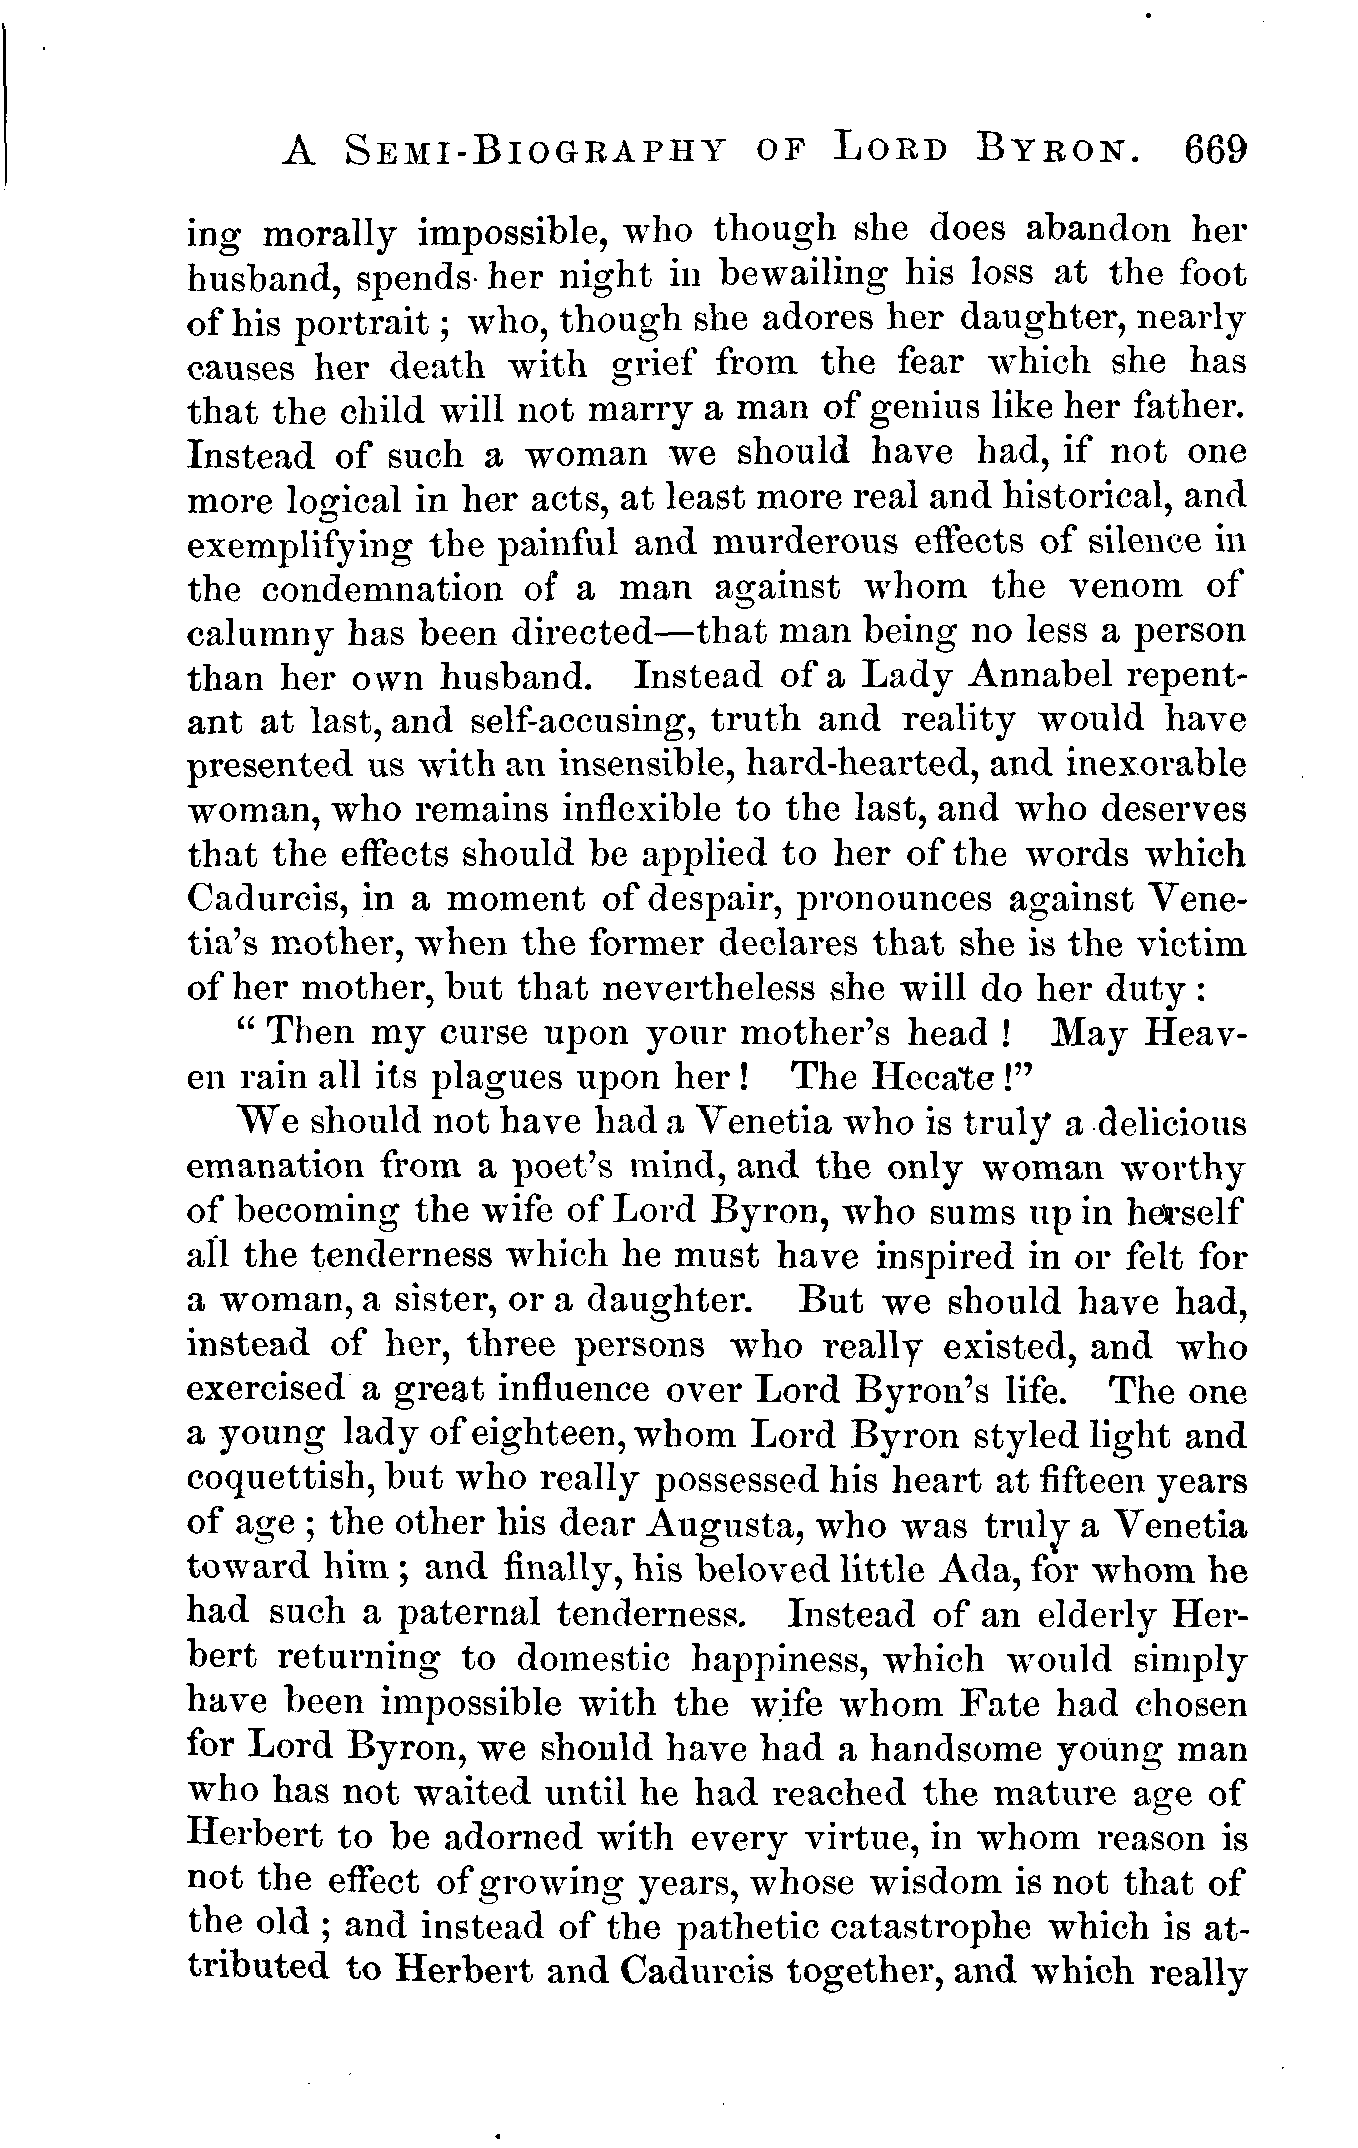 A SEMI-BIOGRAPHY OF LORD BYRON. 669
ing morally impossible, who though she does abandon her
husband, spends her night in bewailing his loss at the foot
of his portrait ; who, though she adores her daughter, nearly
causes her death with grief from the fear which she has
that the child will not marry a man of genius like her father.
Instead of such a woman we should have had, if not one
more logical in her acts, at least more real and historical, and
exemplifying the painful and murderous effects of silence in
the condemnation of a man against whom the venom of
calumny has been directed—that man being no less a person
than her own husband. Instead of a Lady Annabel repent-
ant at last, and self-accusing, truth and reality would have
presented us with an insensible, hard-hearted, and inexorable
woman, who remains inflexible to the last, and who deserves
that the effects should be applied to her of the words which
Cadurcis, in a moment of despair, pronounces against Vene-
tia's mother, when the former declares that she is the victim
of her mother, but that nevertheless she will do her duty :
" Then my curse upon your mother's head ! May Heav-
en rain all its plagues upon her ! The Hecate !"
We should not have had a Venetia who is truly a delicious
emanation from a poet's mind, and the only woman worthy
of becoming the wife of Lord Byron, who sums up in herself
all the tenderness which he must have inspired in or felt for
a woman, a sister, or a daughter. But we should have had,
instead of her, three persons who really existed, and who
exercised a great influence over Lord Byron's life. The one
a young lady of eighteen, whom Lord Byron styled light and
coquettish, but who really possessed his heart at fifteen years
of age ; the other his dear Augusta, who was truly a Venetia
toward him ; and finally, his beloved little Ada, for whom he
had such a paternal tenderness. Instead of an elderly Her-
bert returning to domestic happiness, which would simply
have been impossible with the wife whom Fate had chosen
for Lord Byron, we should have had a handsome young man
who has not waited until he had reached the mature age of
Herbert to be adorned with every virtue, in whom reason is
not the effect of growing years, whose wisdom is not that of
the old ; and instead of the pathetic catastrophe which is at-
tributed to Herbert and Cadurcis together, and which really